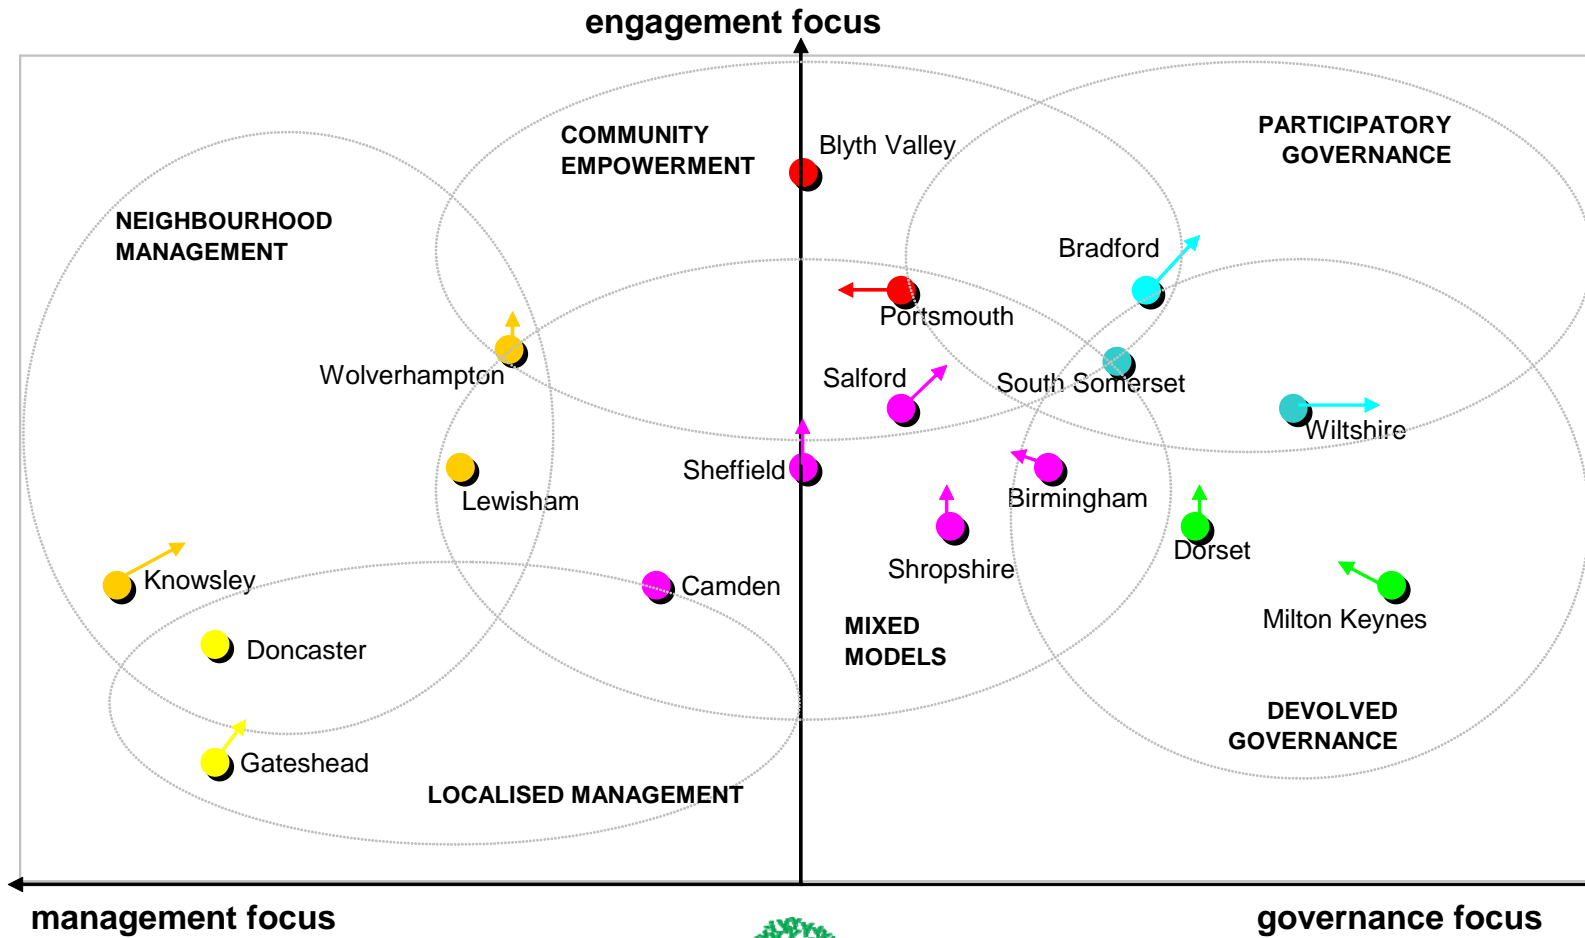 engagement focus
COMMUNITY
EMPOWERMENT
Blyth Valley
PARTICIPATORY
GOVERNANCE
NEIGHBOURHOOD
MANAGEMENT
Bradford
Portsmouth
Wolverhampton
Salford
South Somerset
Wiltshire
Sheffield
Lewisham
Birmingham
Knowsley
Camden
Shropshire
Dorset
Milton Keynes
Doncaster
MIXED
MODELS
DEVOLVED
GOVERNANCE
Gateshead
LOCALISED MANAGEMENT
management focus
governance focus